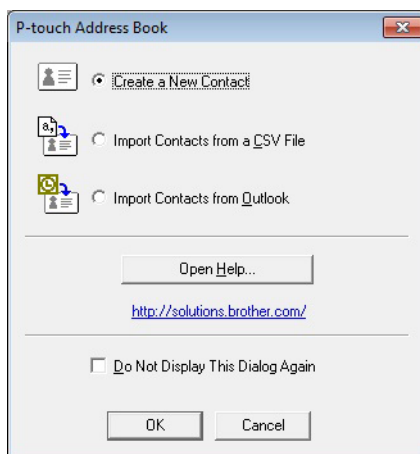 P-touch Address Book
Create a New Contact
a,
Import Contacts from a CSV File
Import Contacts from Outlook
Open Help...
http://solutions.brother.com/
Do Not Display This Dialog Again
OK
Cancel